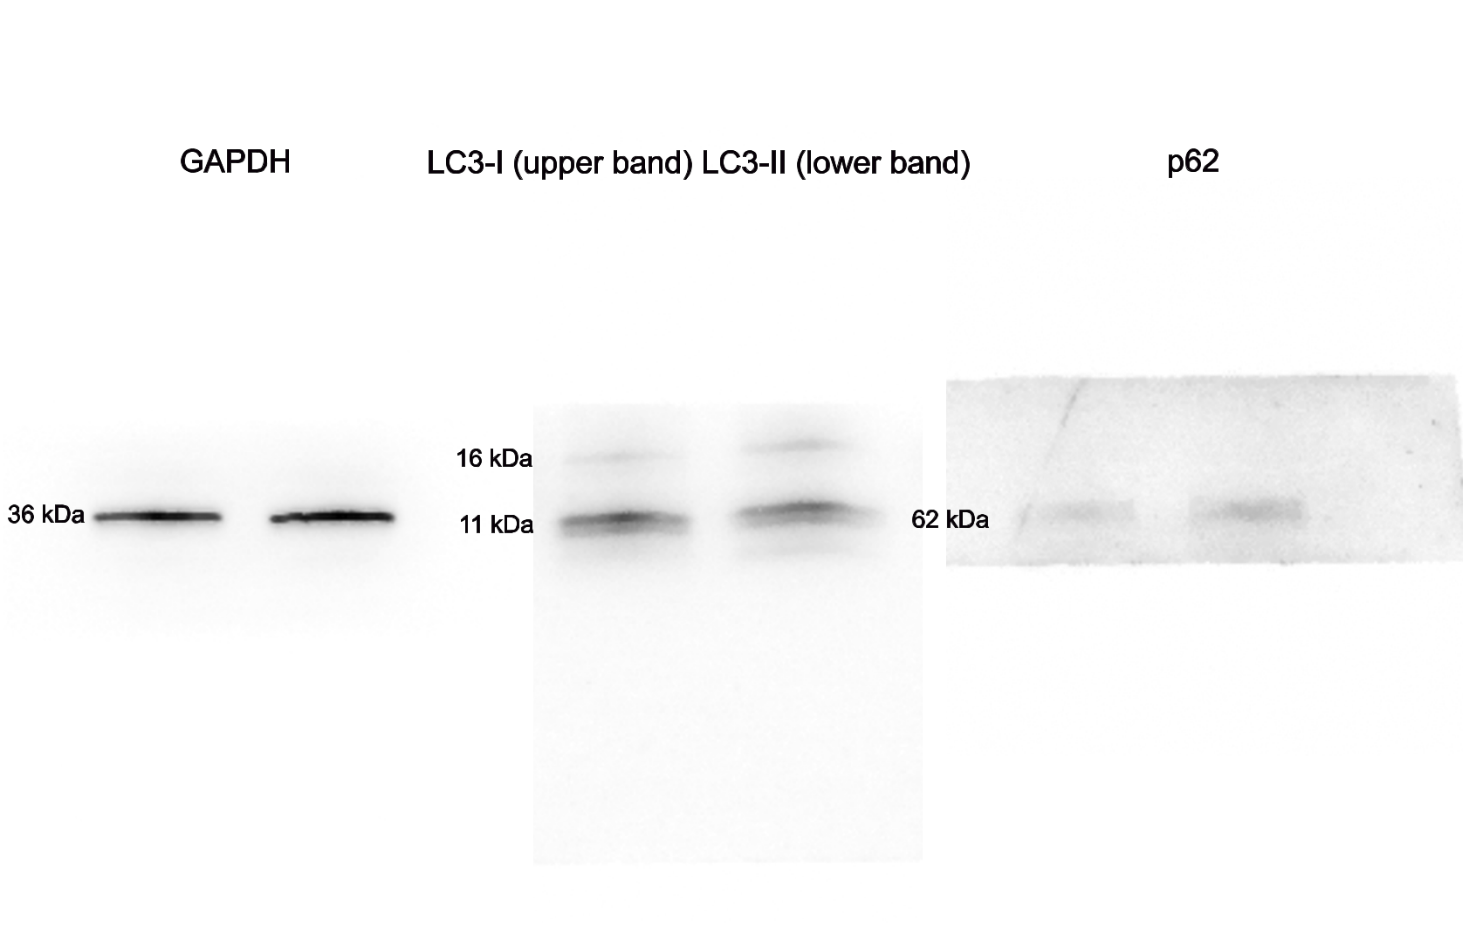 GAPDH
LC3-I (upper band) LC3-II (lower band)
p62
36 kDa
16 kDa
11 kDa
62 kDa